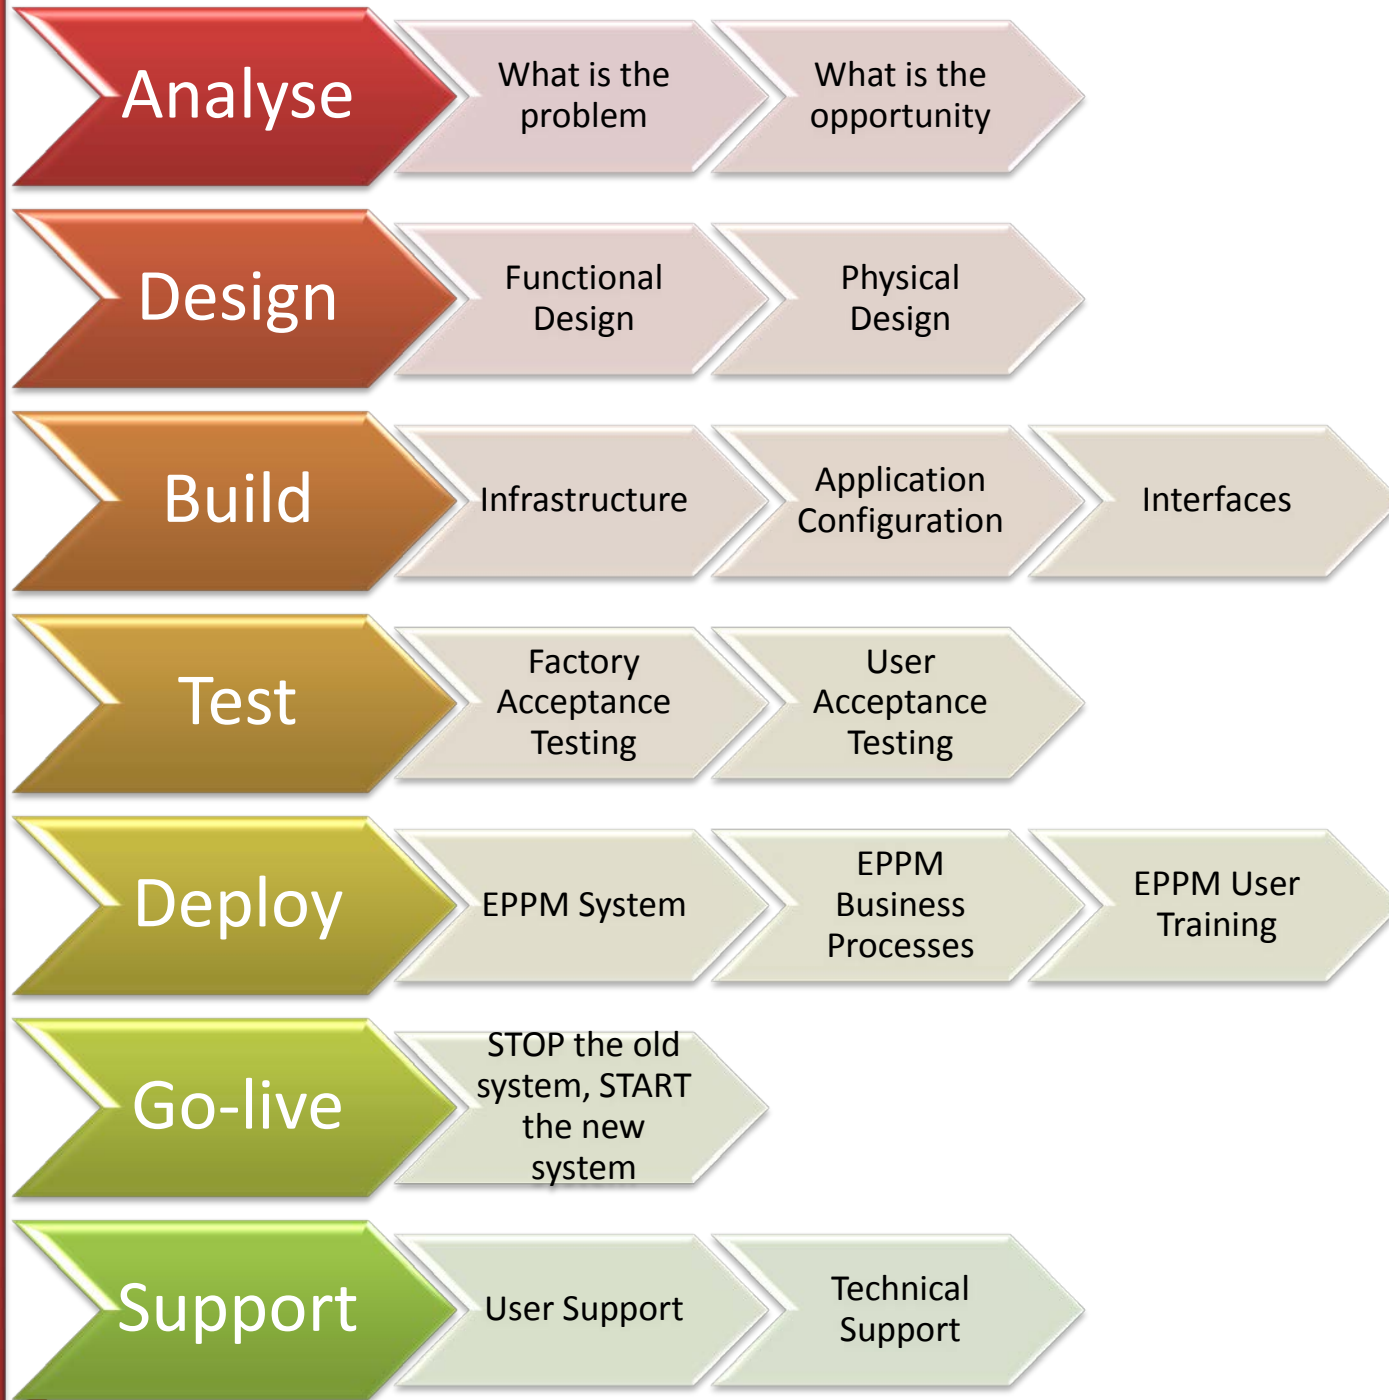 Analyse
What is the
problem
What is the
opportunity
Design
Functional
Design
Physical
Design
Build
Infrastructure
Application
Configuration
Interfaces
Test
Factory
Acceptance
Testing
User
Acceptance
Testing
Deploy
EPPM System
EPPM
Business
Processes
EPPM User
Training
Go-live
STOP the old
system, START
the new
system
Support
User Support
Technical
Support